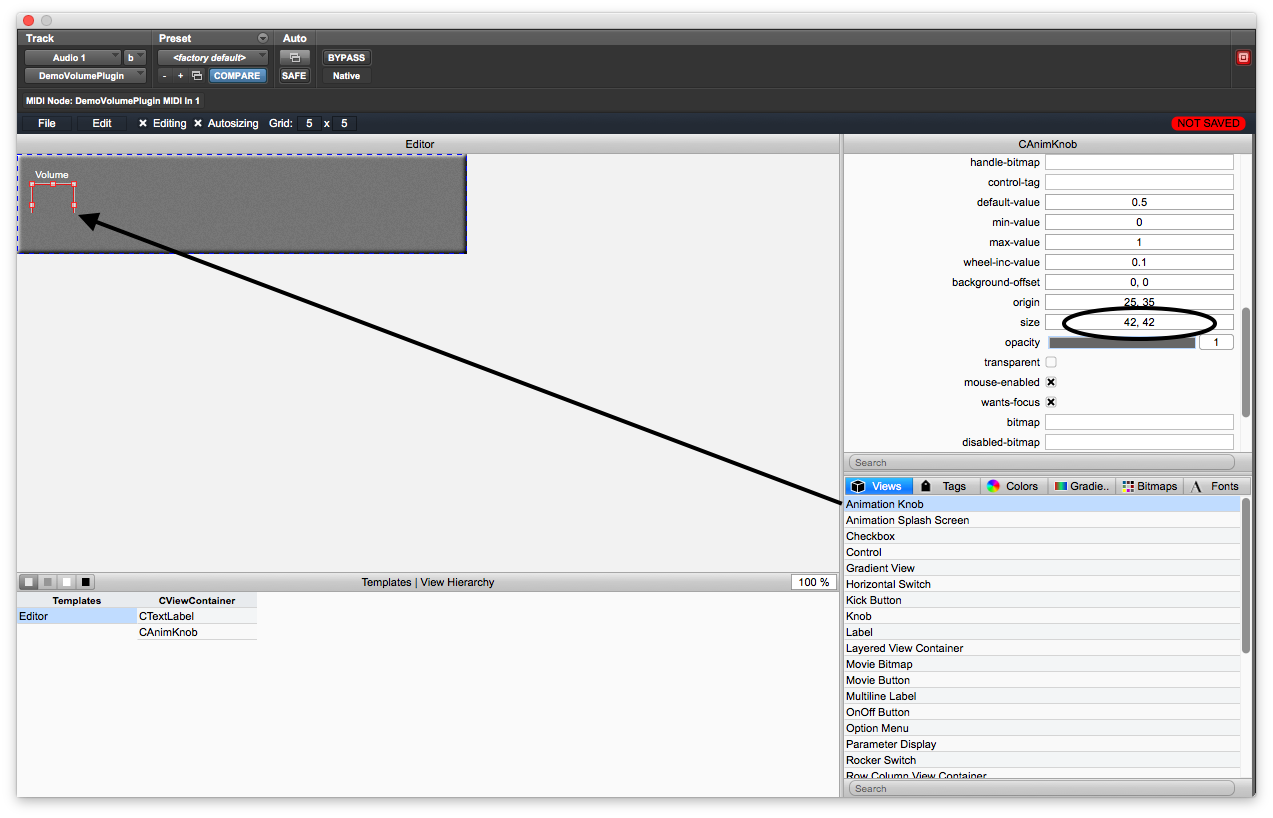 Track Preset Auto
Audio 1 b <factory default>
BYPASS
DemoVolumePlugin - + COMPARE SAFE Native
MIDI Node: DemoVolumePlugin MIDI In 1
File Edit Editing Autosizing Grid: 5 x 5 NOT SAVED
Editor
Volume
CAnimKnob
handle-bitmap
control-tag
default-value 0.5
min-value 0
max-value 1
wheel-inc-value 0.1
background-offset 0, 0
origin 25, 35
size 42, 42
opacity 1
transparent
mouse-enabled
wants-focus
bitmap
disabled-bitmap
Search
Views Tags Colors Gradie.. Bitmaps Fonts
Animation Knob
Animation Splash Screen
Checkbox
Control
Gradient View
Horizontal Switch
Kick Button
Knob
Label
Layered View Container
Movie Bitmap
Movie Button
Multiline Label
OnOff Button
Option Menu
Parameter Display
Rocker Switch
Row Column View Container
Search
Templates | View Hierarchy 100 %
Templates CViewContainer
Editor CTextLabel
CAnimKnob